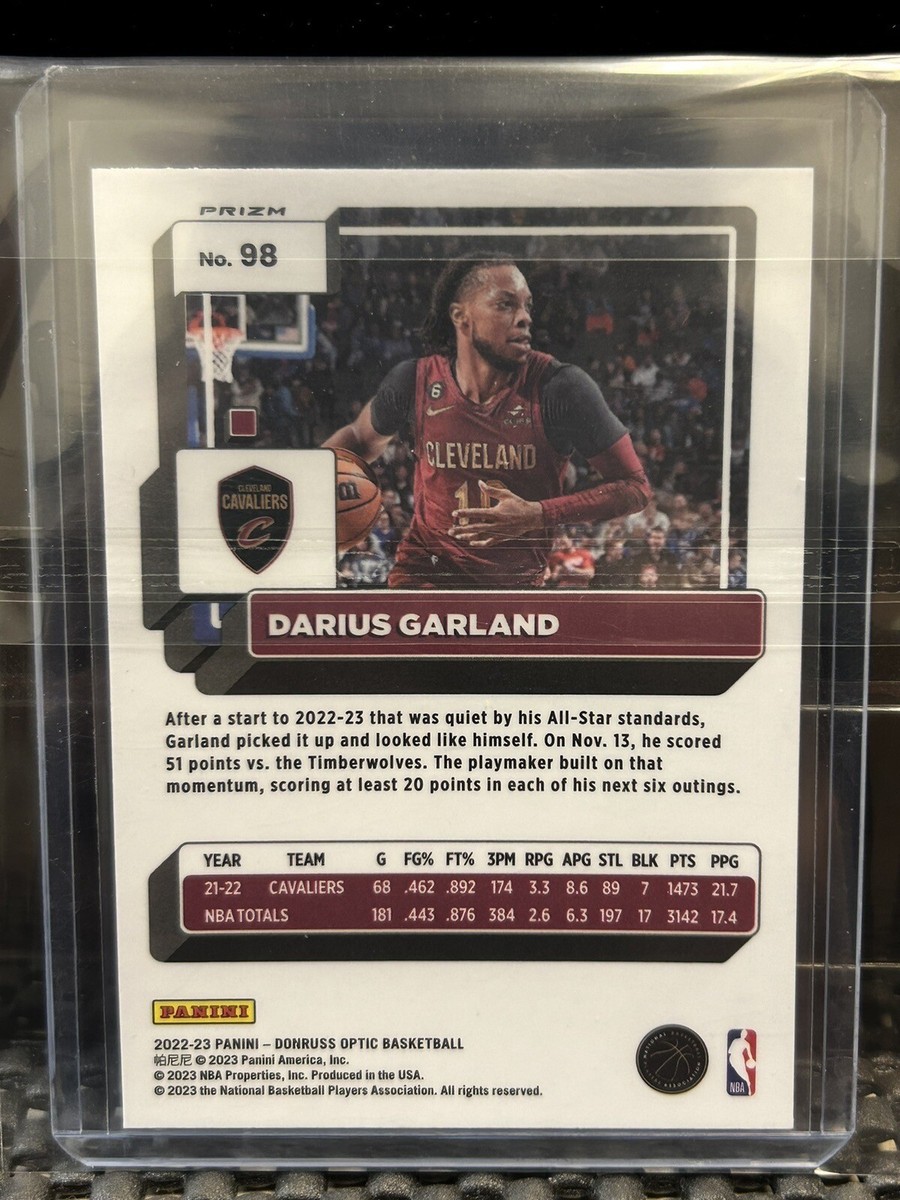 PRIZM
No. 98
6
CLEVELAND
10
CLEVELAND
CAVALIERS
C
DARIUS GARLAND
After a start to 2022-23 that was quiet by his All-Star standards,
Garland picked it up and looked like himself. On Nov. 13, he scored
51 points vs. the Timberwolves. The playmaker built on that
momentum, scoring at least 20 points in each of his next six outings.
YEAR TEAM G FG% FT% 3PM RPG APG STL BLK PTS PPG
21-22 CAVALIERS 68 .462 .892 174 3.3 8.6 89 7 1473 21.7
NBA TOTALS 181 .443 .876 384 2.6 6.3 197 17 3142 17.4
PANINI
2022-23 PANINI – DONRUSS OPTIC BASKETBALL
帕尼尼 © 2023 Panini America, Inc.
© 2023 NBA Properties, Inc. Produced in the USA.
© 2023 the National Basketball Players Association. All rights reserved.
NATIONAL BASKETBALL
PLAYERS ASSOCIATION
NBA